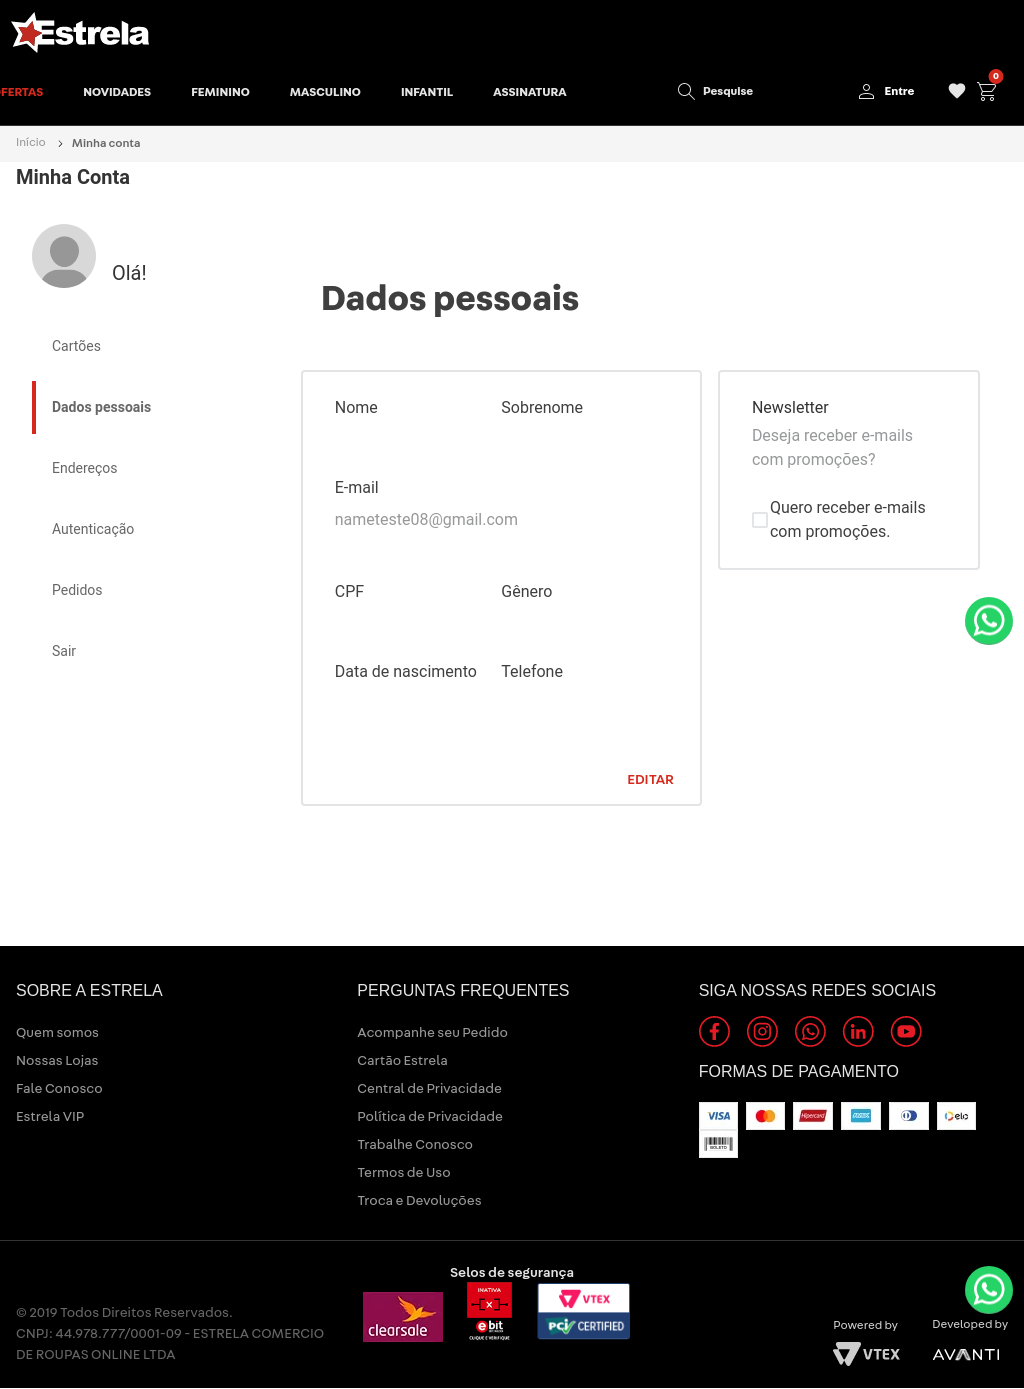 Estrela
OFERTAS NOVIDADES FEMININO MASCULINO INFANTIL ASSINATURA Pesquise Entre 0
Início > Minha conta
Minha Conta
Olá!
Cartões
Dados pessoais
Endereços
Autenticação
Pedidos
Sair
Dados pessoais
Nome Sobrenome
E-mail
nameteste08@gmail.com
CPF Gênero
Data de nascimento Telefone
EDITAR
Newsletter
Deseja receber e-mails
com promoções?
Quero receber e-mails
com promoções.
SOBRE A ESTRELA
Quem somos
Nossas Lojas
Fale Conosco
Estrela VIP
PERGUNTAS FREQUENTES
Acompanhe seu Pedido
Cartão Estrela
Central de Privacidade
Política de Privacidade
Trabalhe Conosco
Termos de Uso
Troca e Devoluções
SIGA NOSSAS REDES SOCIAIS
FORMAS DE PAGAMENTO
VISA
Hipercard
elo
BOLETO
© 2019 Todos Direitos Reservados.
CNPJ: 44.978.777/0001-09 - ESTRELA COMERCIO
DE ROUPAS ONLINE LTDA
Selos de segurança
clearsale
INATIVA
X
ebit
CLIQUE E VERIFIQUE
VTEX
PCI CERTIFIED
Powered by
VTEX
Developed by
AVANTI